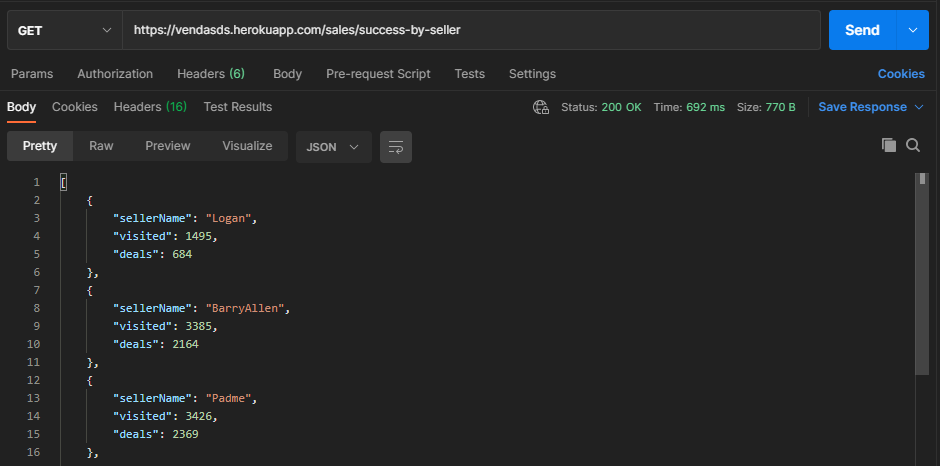 GET https://vendasds.herokuapp.com/sales/success-by-seller Send
Params Authorization Headers (6) Body Pre-request Script Tests Settings Cookies
Body Cookies Headers (16) Test Results Status: 200 OK Time: 692 ms Size: 770 B Save Response
Pretty Raw Preview Visualize JSON
1 [
2 {
3 "sellerName": "Logan",
4 "visited": 1495,
5 "deals": 684
6 },
7 {
8 "sellerName": "BarryAllen",
9 "visited": 3385,
10 "deals": 2164
11 },
12 {
13 "sellerName": "Padme",
14 "visited": 3426,
15 "deals": 2369
16 },